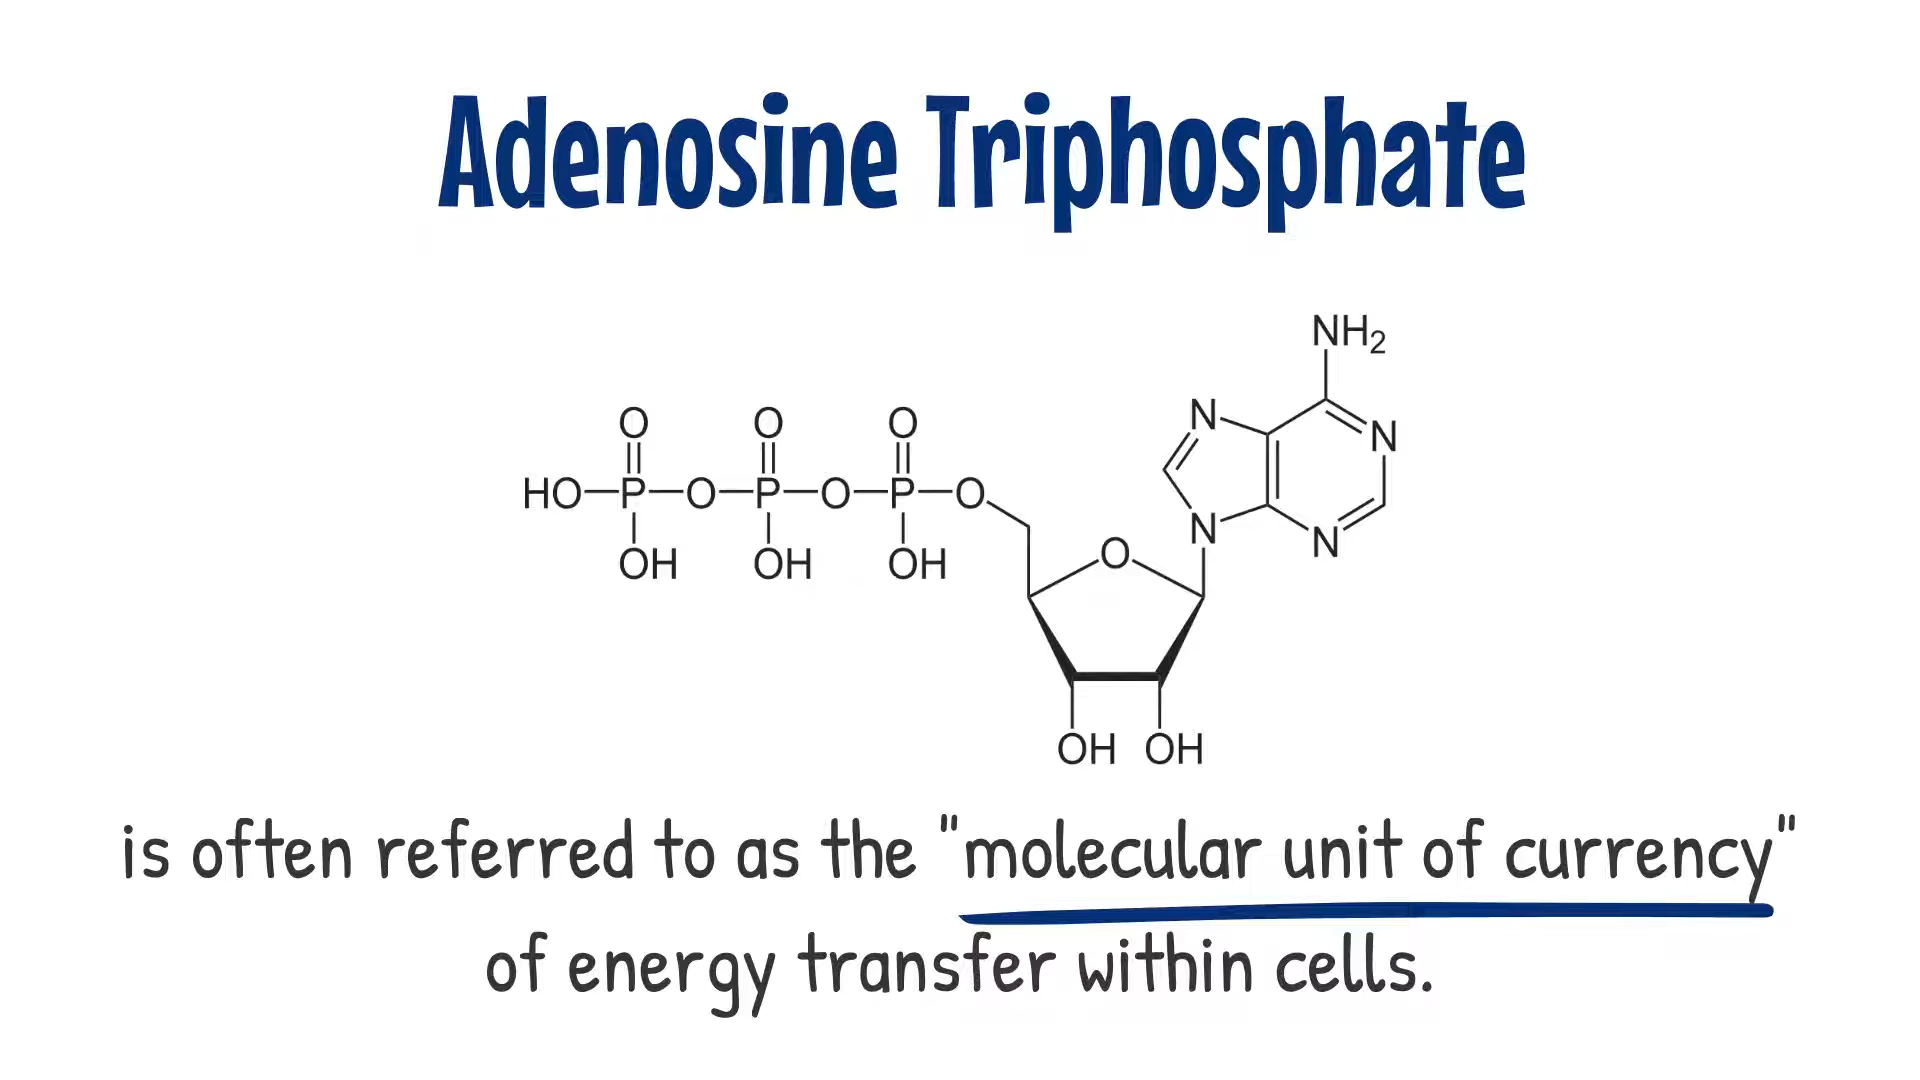 Adenosine Triphosphate
NH2
O O O N N
HO P O P O P O
OH OH OH O N N
OH OH
is often referred to as the "molecular unit of currency"
of energy transfer within cells.